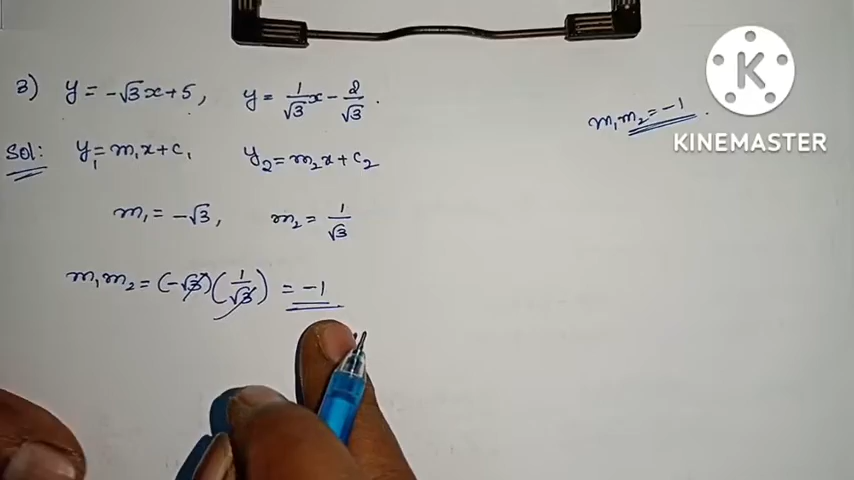 3) y = -√3x + 5, y = 1/√3 x - 2/√3 .
Sol: y₁ = m₁x + c₁ y₂ = m₂x + c₂
m₁ = -√3, m₂ = 1/√3
m₁m₂ = (-√3)(1/√3) = -1
m₁m₂ = -1.
K
KINEMASTER